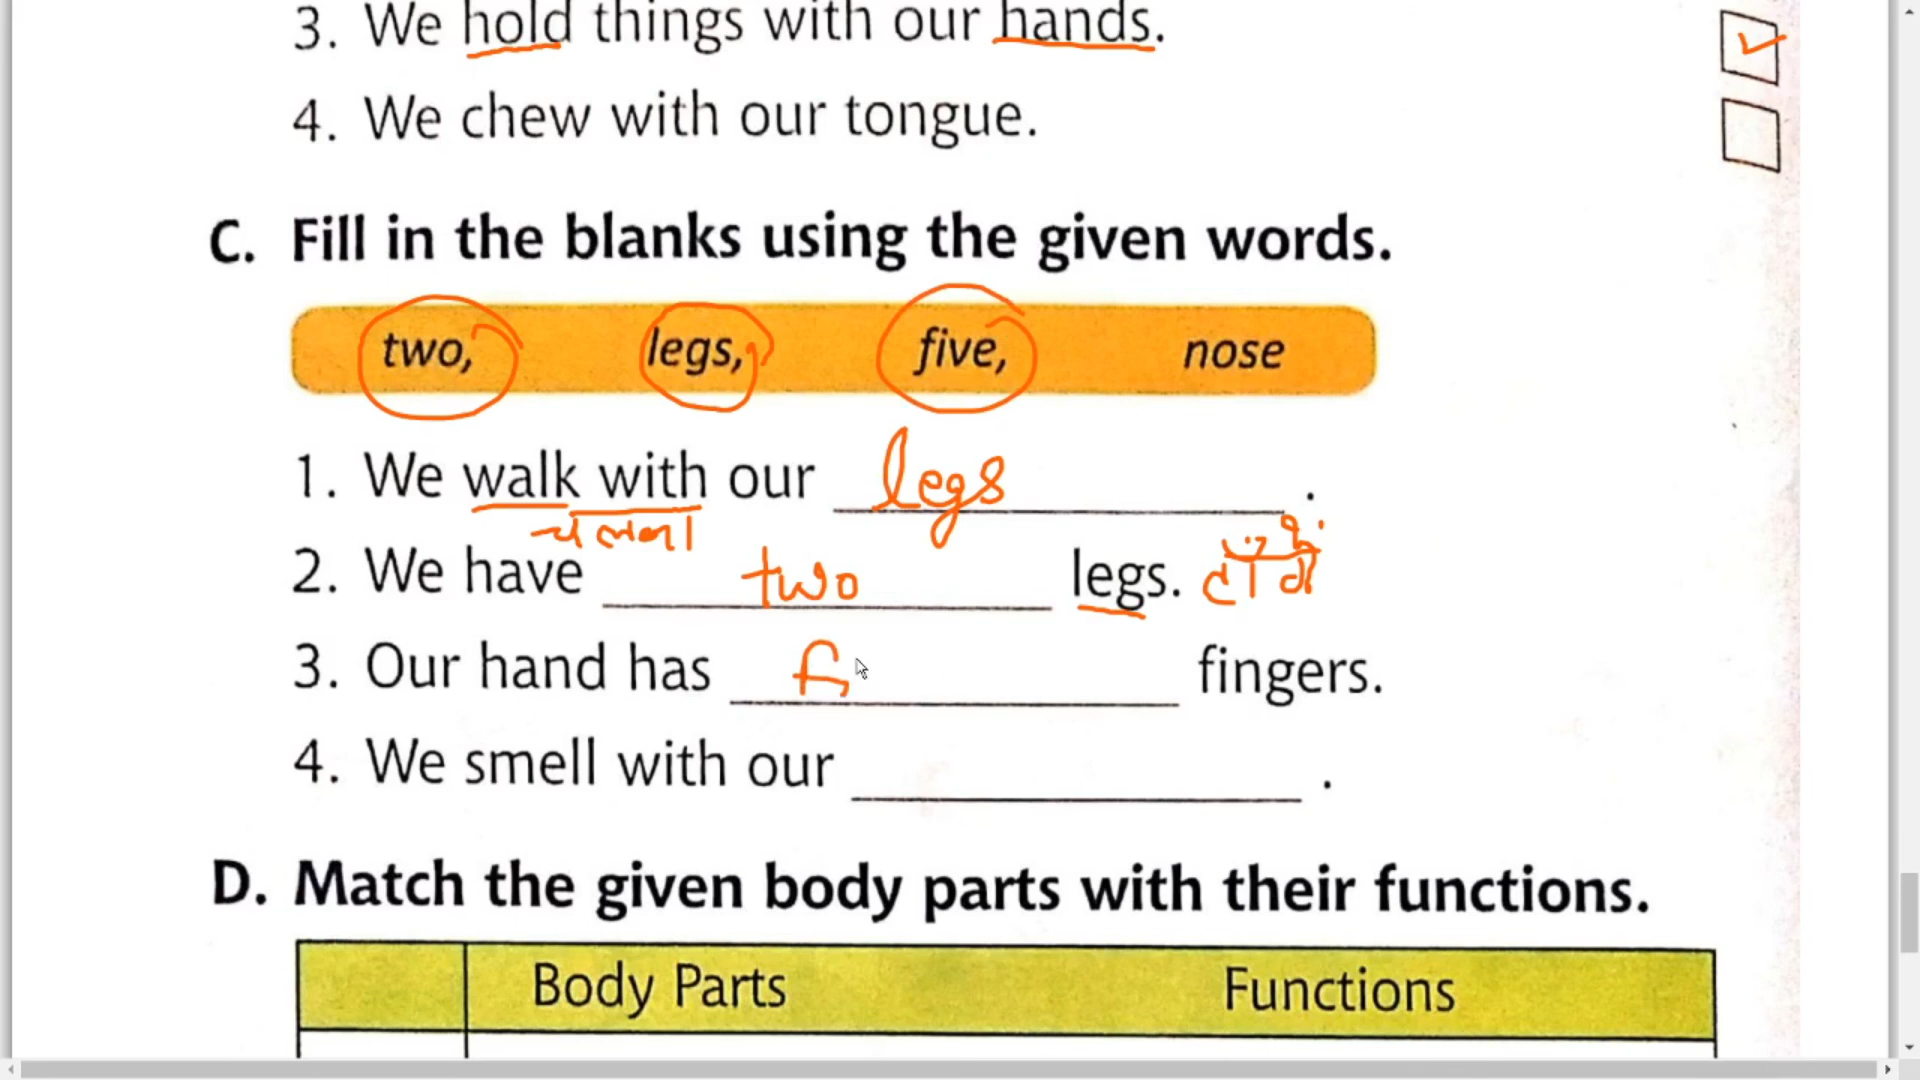 3. We hold things with our hands.
4. We chew with our tongue.
C. Fill in the blanks using the given words.
two, legs, five, nose
1. We walk with our legs.
चलना
2. We have two legs.
3. Our hand has fi fingers.
4. We smell with our ____.
D. Match the given body parts with their functions.
Body Parts Functions